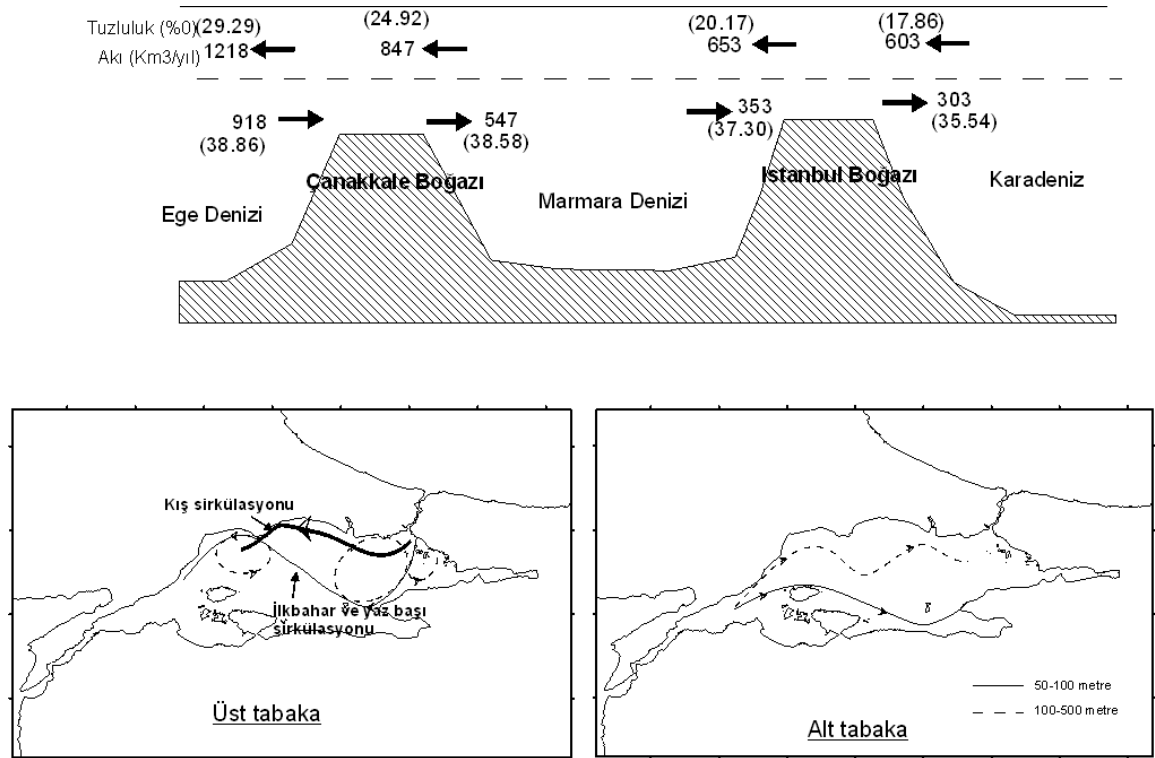 Tuzluluk (%0) (29.29) (24.92) (20.17) (17.86)
Akı (Km3/yıl) 1218 847 653 603
918 547 353 303
(38.86) (38.58) (37.30) (35.54)
Çanakkale Boğazı
İstanbul Boğazı
Karadeniz
Ege Denizi
Marmara Denizi
Kış sirkülasyonu
İlkbahar ve yaz başı
sirkülasyonu
Üst tabaka
50-100 metre
100-500 metre
Alt tabaka